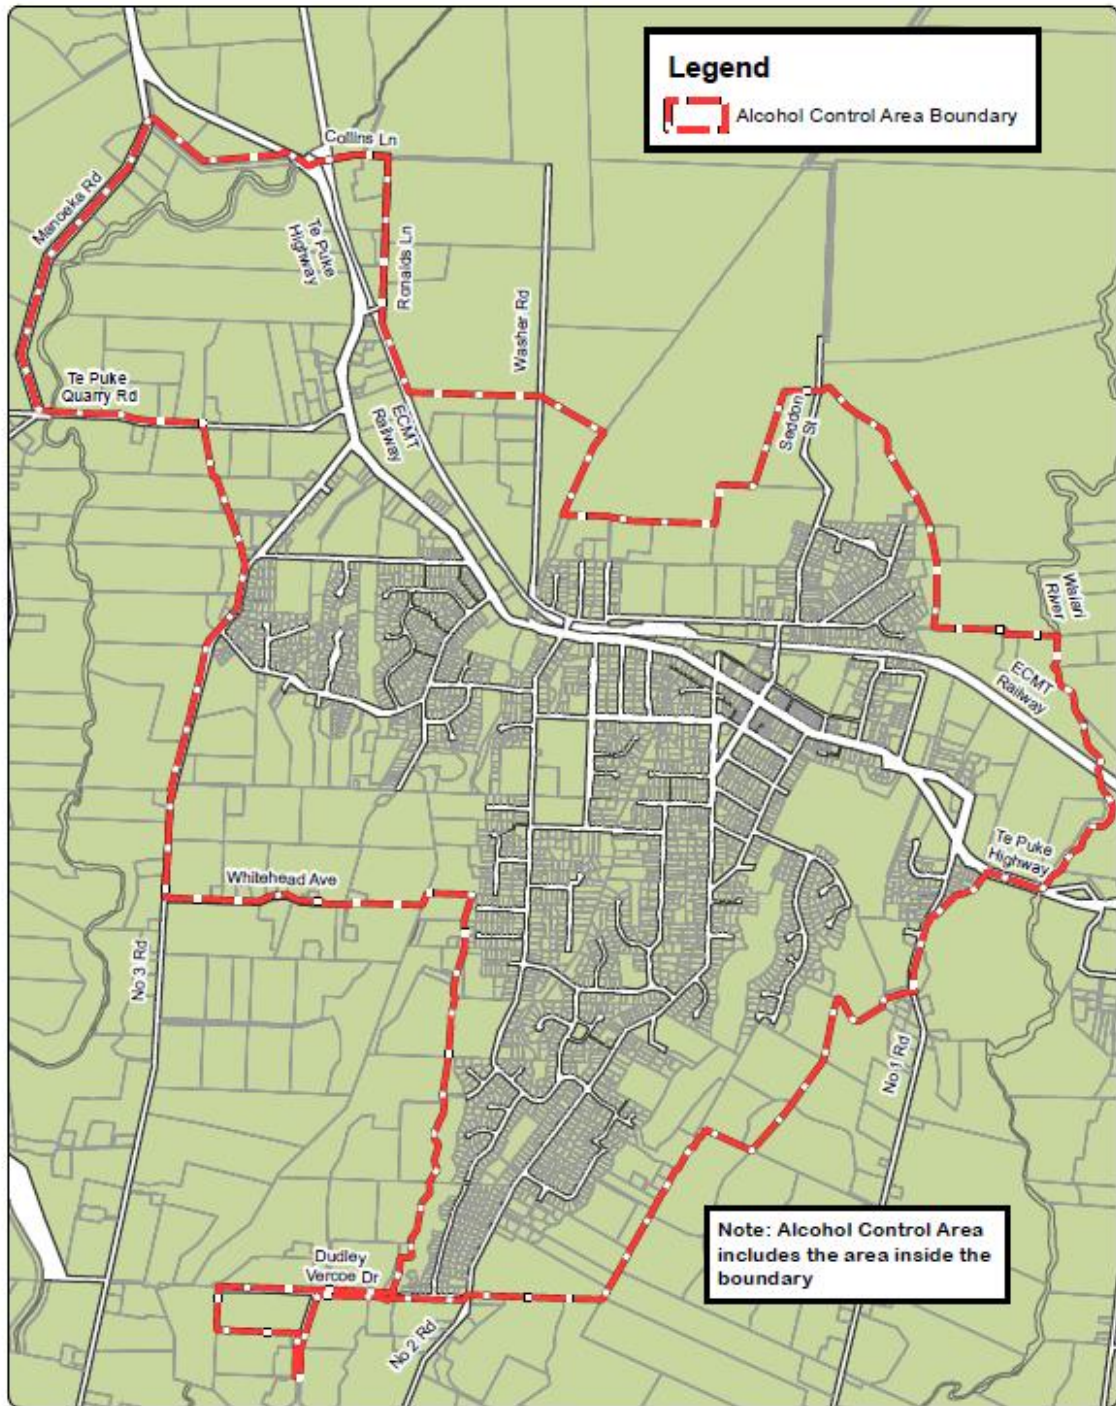 Legend
Alcohol Control Area Boundary
Collins Ln
Manoeka Rd
Te Puke
Highway
Ronalds Ln
Washer Rd
Te Puke
Quarry Rd
ECMT
Railway
Seddon
St
Waiari
River
ECMT
Railway
Te Puke
Highway
Whitehead Ave
No 3 Rd
No 1 Rd
Note: Alcohol Control Area
includes the area inside the
boundary
Dudley
Vercoe Dr
No 2 Rd